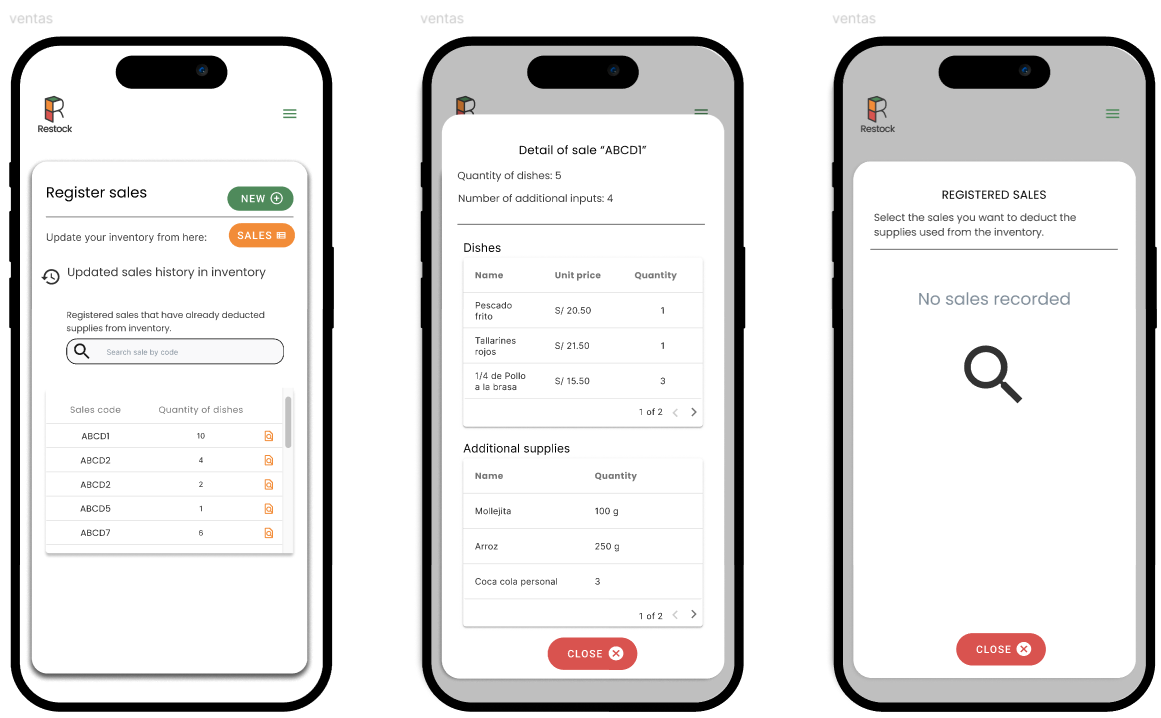 ventas
Restock
Register sales
NEW
Update your inventory from here:
SALES
Updated sales history in inventory
Registered sales that have already deducted
supplies from inventory.
Search sale by code
Sales code Quantity of dishes
ABCD1 10
ABCD2 4
ABCD2 2
ABCD5 1
ABCD7 6
ventas
Detail of sale “ABCD1”
Quantity of dishes: 5
Number of additional inputs: 4
Dishes
Name Unit price Quantity
Pescado
frito S/ 20.50 1
Tallarines
rojos S/ 21.50 1
1/4 de Pollo
a la brasa S/ 15.50 3
1 of 2
Additional supplies
Name Quantity
Mollejita 100 g
Arroz 250 g
Coca cola personal 3
1 of 2
CLOSE
ventas
Restock
REGISTERED SALES
Select the sales you want to deduct the
supplies used from the inventory.
No sales recorded
CLOSE